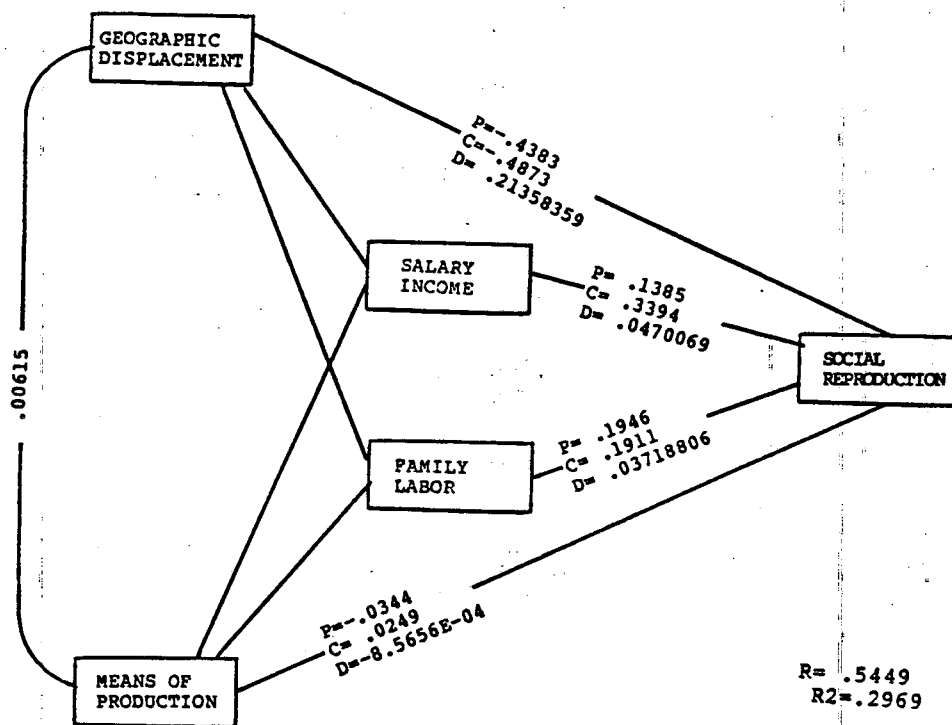 GEOGRAPHIC
DISPLACEMENT
P=-.4383
C=-.4873
D= .21358359
SALARY
INCOME
P= .1385
C= .3394
D= .0470069
.00615
SOCIAL
REPRODUCTION
FAMILY
LABOR
P= .1946
C= .1911
D= .03718806
P=-.0344
C= .0249
D=-8.5656E-04
MEANS OF
PRODUCTION
R= .5449
R2=.2969